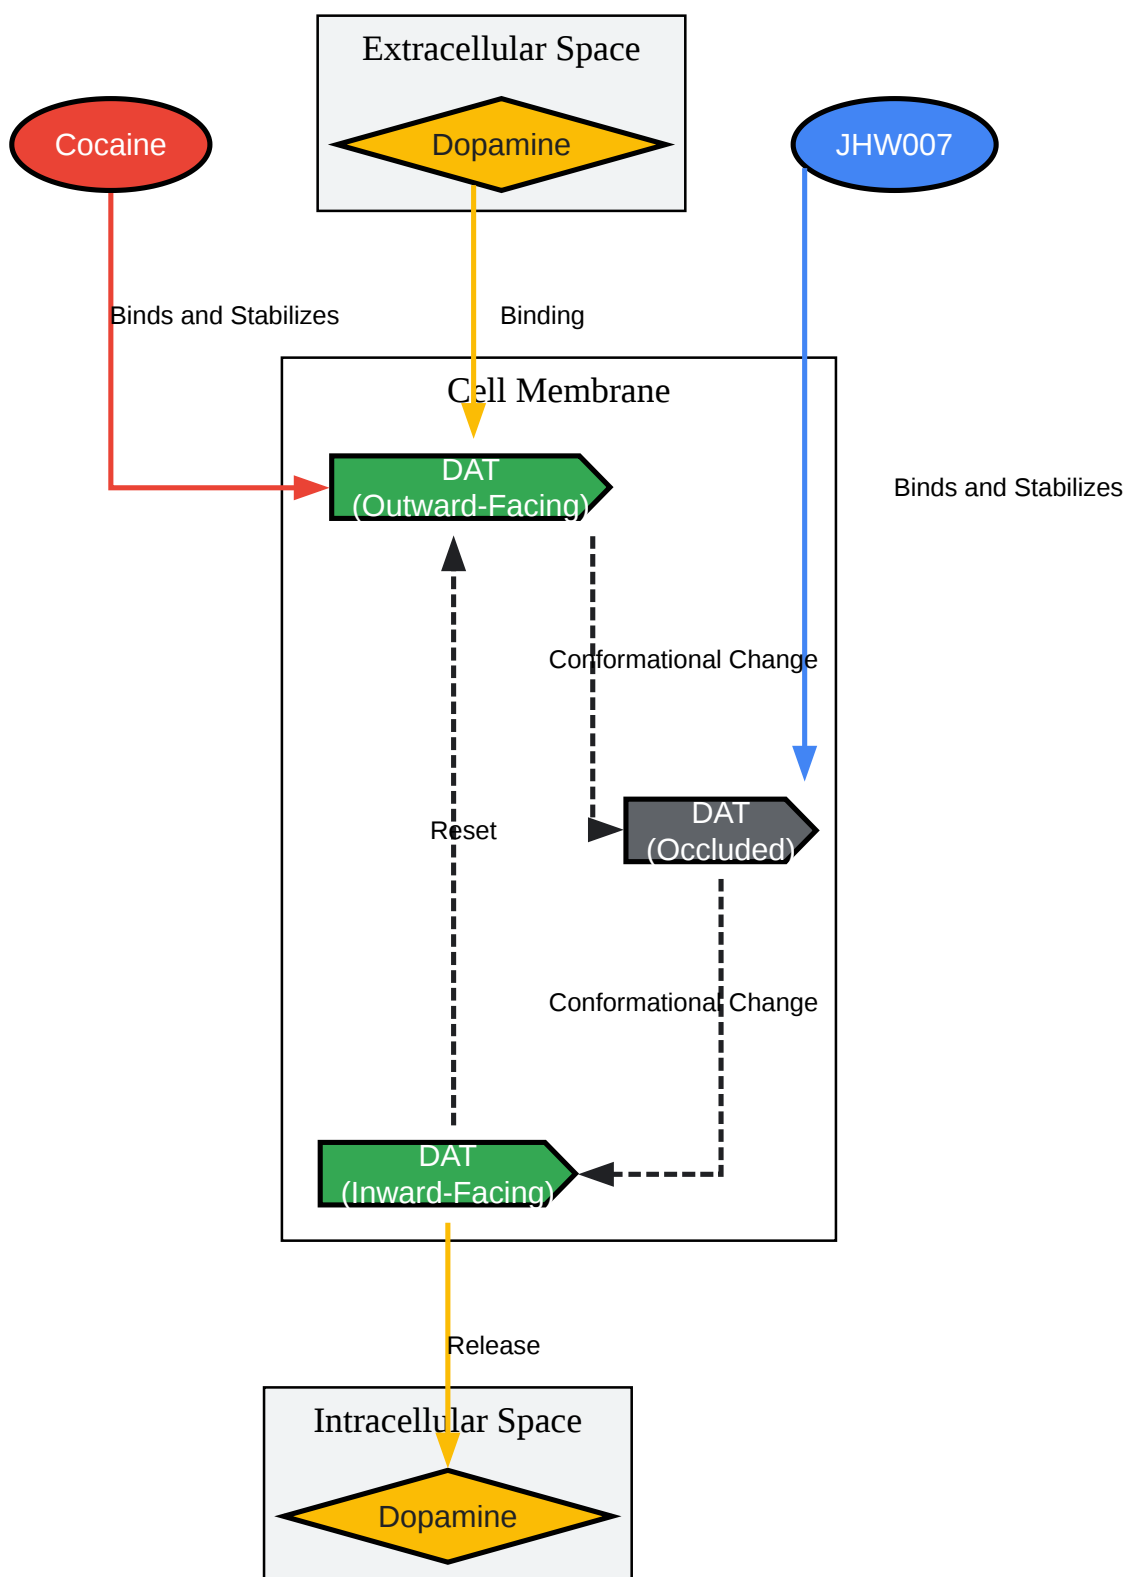 Extracellular Space
Cocaine
Dopamine
JHW007
Binds and Stabilizes
Binding
Cell Membrane
DAT
(Outward-Facing)
Binds and Stabilizes
Conformational Change
Reset
DAT
(Occluded)
Conformational Change
DAT
(Inward-Facing)
Release
Intracellular Space
Dopamine